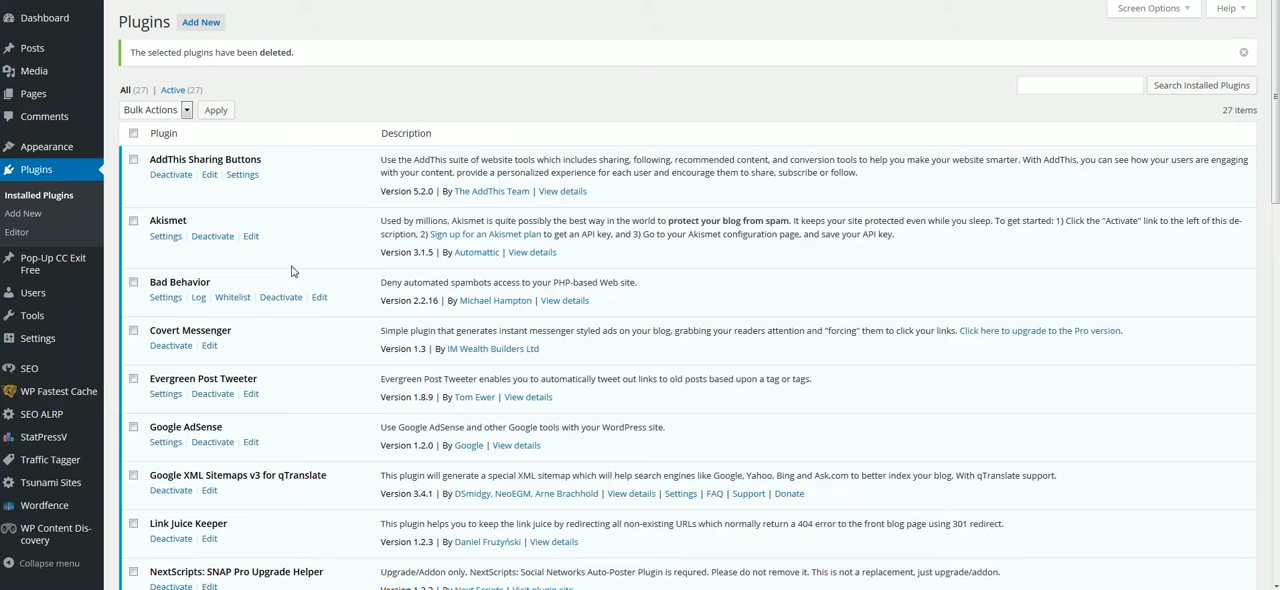 Dashboard
Posts
Media
Pages
Comments
Appearance
Plugins
Installed Plugins
Add New
Editor
Pop-Up CC Exit
Free
Users
Tools
Settings
SEO
WP Fastest Cache
SEO ALRP
StatPressV
Traffic Tagger
Tsunami Sites
Wordfence
WP Content Dis-
covery
Collapse menu
Plugins Add New
Screen Options Help
The selected plugins have been deleted.
All (27) | Active (27)
Search Installed Plugins
Bulk Actions Apply
27 items
Plugin Description
AddThis Sharing Buttons
Deactivate | Edit | Settings
Use the AddThis suite of website tools which includes sharing, following, recommended content, and conversion tools to help you make your website smarter. With AddThis, you can see how your users are engaging
with your content, provide a personalized experience for each user and encourage them to share, subscribe or follow.
Version 5.2.0 | By The AddThis Team | View details
Akismet
Settings | Deactivate | Edit
Used by millions, Akismet is quite possibly the best way in the world to protect your blog from spam. It keeps your site protected even while you sleep. To get started: 1) Click the "Activate" link to the left of this de-
scription, 2) Sign up for an Akismet plan to get an API key, and 3) Go to your Akismet configuration page, and save your API key.
Version 3.1.5 | By Automattic | View details
Bad Behavior
Settings | Log | Whitelist | Deactivate | Edit
Deny automated spambots access to your PHP-based Web site.
Version 2.2.16 | By Michael Hampton | View details
Covert Messenger
Deactivate | Edit
Simple plugin that generates instant messenger styled ads on your blog, grabbing your readers attention and "forcing" them to click your links. Click here to upgrade to the Pro version.
Version 1.3 | By IM Wealth Builders Ltd
Evergreen Post Tweeter
Settings | Deactivate | Edit
Evergreen Post Tweeter enables you to automatically tweet out links to old posts based upon a tag or tags.
Version 1.8.9 | By Tom Ewer | View details
Google AdSense
Settings | Deactivate | Edit
Use Google AdSense and other Google tools with your WordPress site.
Version 1.2.0 | By Google | View details
Google XML Sitemaps v3 for qTranslate
Deactivate | Edit
This plugin will generate a special XML sitemap which will help search engines like Google, Yahoo, Bing and Ask.com to better index your blog. With qTranslate support.
Version 3.4.1 | By DSmidgy, NeoEGM, Arne Brachhold | View details | Settings | FAQ | Support | Donate
Link Juice Keeper
Deactivate | Edit
This plugin helps you to keep the link juice by redirecting all non-existing URLs which normally return a 404 error to the front blog page using 301 redirect.
Version 1.2.3 | By Daniel Frużyński | View details
NextScripts: SNAP Pro Upgrade Helper
Deactivate | Edit
Upgrade/Addon only. NextScripts: Social Networks Auto-Poster Plugin is requred. Please do not remove it. This is not a replacement, just upgrade/addon.